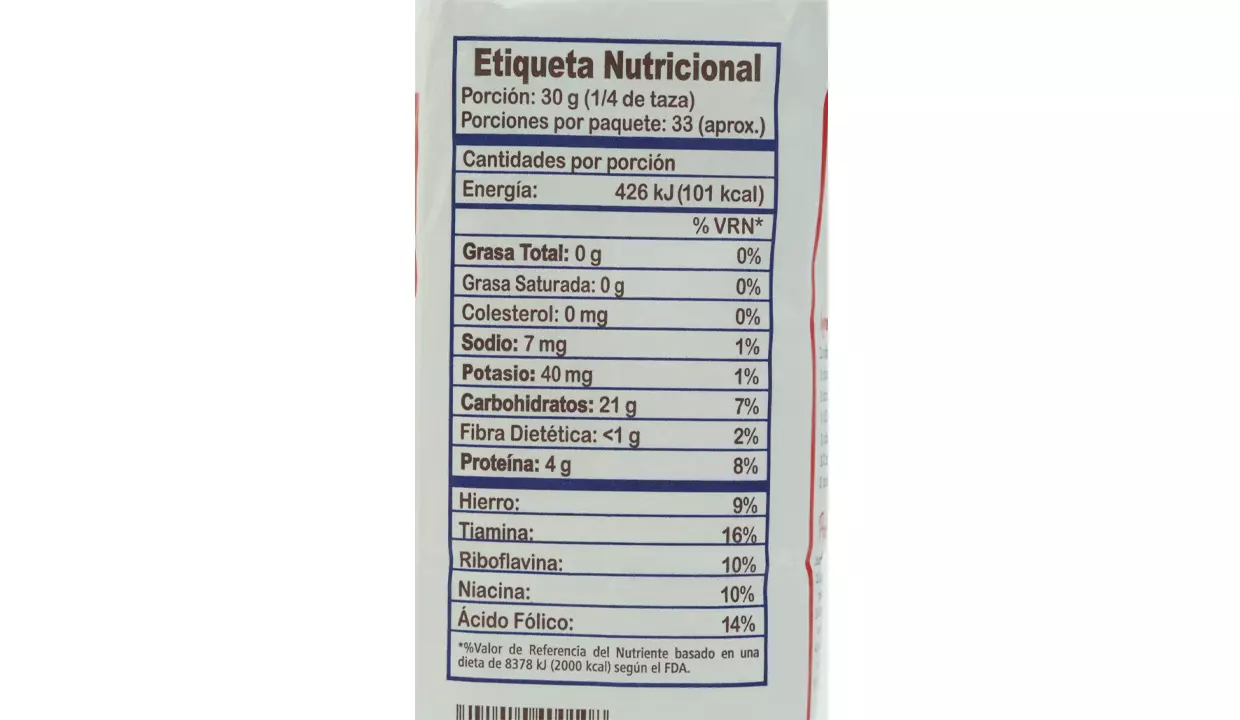 Etiqueta Nutricional
Porción: 30 g (1/4 de taza)
Porciones por paquete: 33 (aprox.)
Cantidades por porción
Energía: 426 kJ (101 kcal)
% VRN*
Grasa Total: 0 g 0%
Grasa Saturada: 0 g 0%
Colesterol: 0 mg 0%
Sodio: 7 mg 1%
Potasio: 40 mg 1%
Carbohidratos: 21 g 7%
Fibra Dietética: <1 g 2%
Proteína: 4 g 8%
Hierro: 9%
Tiamina: 16%
Riboflavina: 10%
Niacina: 10%
Ácido Fólico: 14%
*%Valor de Referencia del Nutriente basado en una
dieta de 8378 kJ (2000 kcal) según el FDA.